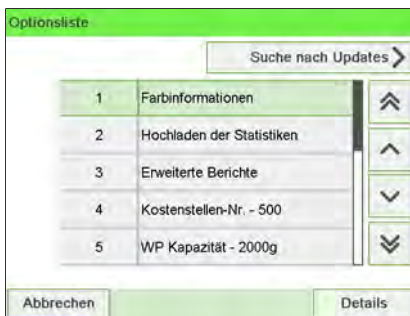 Optionsliste
Suche nach Updates
1 Farbinformationen
2 Hochladen der Statistiken
3 Erweiterte Berichte
4 Kostenstellen-Nr. - 500
5 WP Kapazität - 2000g
Abbrechen Details